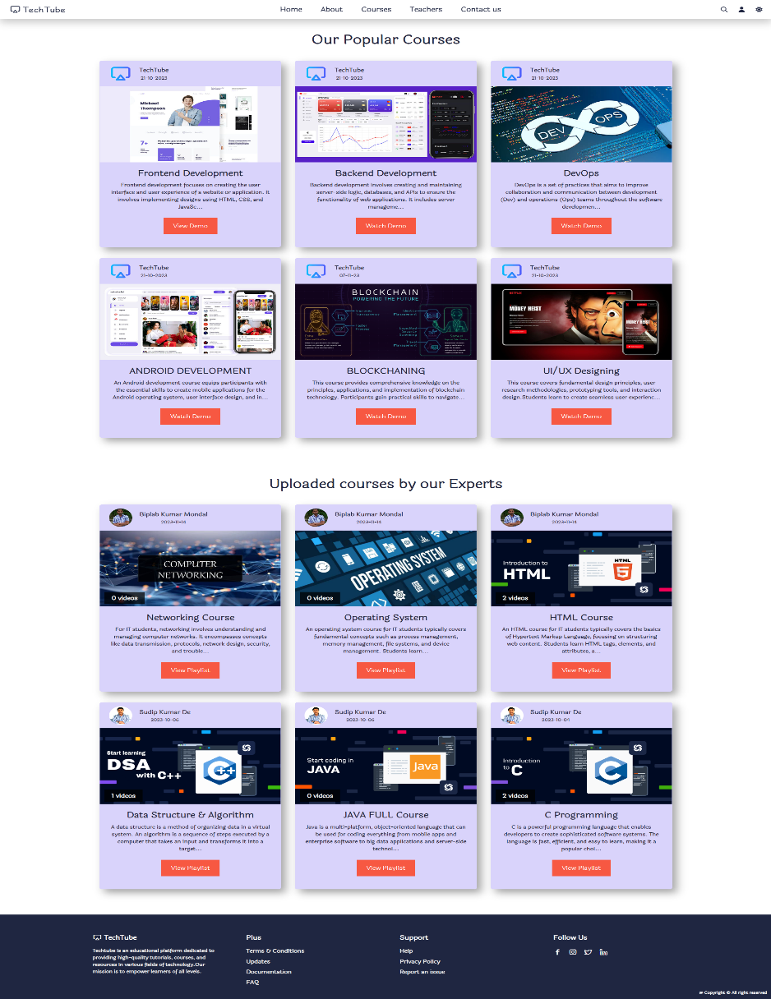 TechTube
Home About Courses Teachers Contact us
Our Popular Courses
TechTube
21-10-2023
TechTube
21-10-2023
TechTube
21-10-2023
Mickael
Thompson
7+
DEV OPS
Frontend Development
Frontend development focuses on creating the user
interface and user experience of a website or application. It
involves implementing designs using HTML, CSS, and
JavaSc...
View Demo
Backend Development
Backend development involves creating and maintaining
server-side logic, databases, and APIs to ensure the
functionality of web applications. It includes server
manageme...
Watch Demo
DevOps
DevOps is a set of practices that aims to improve
collaboration and communication between development
(Dev) and operations (Ops) teams throughout the software
developmen...
Watch Demo
TechTube
21-10-2023
TechTube
07-11-23
TechTube
21-10-2023
BLOCKCHAIN
POWERING THE FUTURE
NETFLIX
MONEY HEIST
MONEY HEIST
ANDROID DEVELOPMENT
An Android development course equips participants with
the essential skills to create mobile applications for the
Android operating system, user interface design, and in...
Watch Demo
BLOCKCHANING
This course provides comprehensive knowledge on the
principles, applications, and implementation of blockchain
technology. Participants gain practical skills to navigate...
Watch Demo
UI/UX Designing
This course covers fundamental design principles, user
research methodologies, prototyping tools, and interaction
design.Students learn to create seamless user experienc...
Watch Demo
Uploaded courses by our Experts
Biplab Kumar Mondal
2023-11-14
Biplab Kumar Mondal
2023-11-14
Biplab Kumar Mondal
2023-11-14
COMPUTER
NETWORKING
0 videos
OPERATING SYSTEM
0 videos
Introduction to
HTML
HTML
5
2 videos
Networking Course
For IT students, networking involves understanding and
managing computer networks. It encompasses concepts
like data transmission, protocols, network design, security,
and trouble...
View Playlist
Operating System
An operating system course for IT students typically covers
fundamental concepts such as process management,
memory management, file systems, and device
management. Students learn...
View Playlist
HTML Course
An HTML course for IT students typically covers the basics
of Hypertext Markup Language, focusing on structuring
web content. Students learn HTML tags, elements, and
attributes, a...
View Playlist
Sudip Kumar De
2023-10-06
Sudip Kumar De
2023-10-06
Sudip Kumar De
2023-10-04
Start learning
DSA
with C++
C++
1 videos
Start coding in
JAVA
Java
0 videos
Introduction
to C
C
2 videos
Data Structure & Algorithm
A data structure is a method of organizing data in a virtual
system. An algorithm is a sequence of steps executed by a
computer that takes an input and transforms it into a
target...
View Playlist
JAVA FULL Course
Java is a multi-platform, object-oriented language that can
be used for coding everything from mobile apps and
enterprise software to big data applications and server-side
technol...
View Playlist
C Programming
C is a powerful programming language that enables
developers to create sophisticated software systems. The
language is fast, efficient, and easy to learn, making it a
popular choi...
View Playlist
TechTube
Techtube is an educational platform dedicated to
providing high-quality tutorials, courses, and
resources in various fields of technology.Our
mission is to empower learners of all levels.
Plus
Terms & Conditions
Updates
Documentation
FAQ
Support
Help
Privacy Policy
Report an issue
Follow Us
Copyright © All right reserved